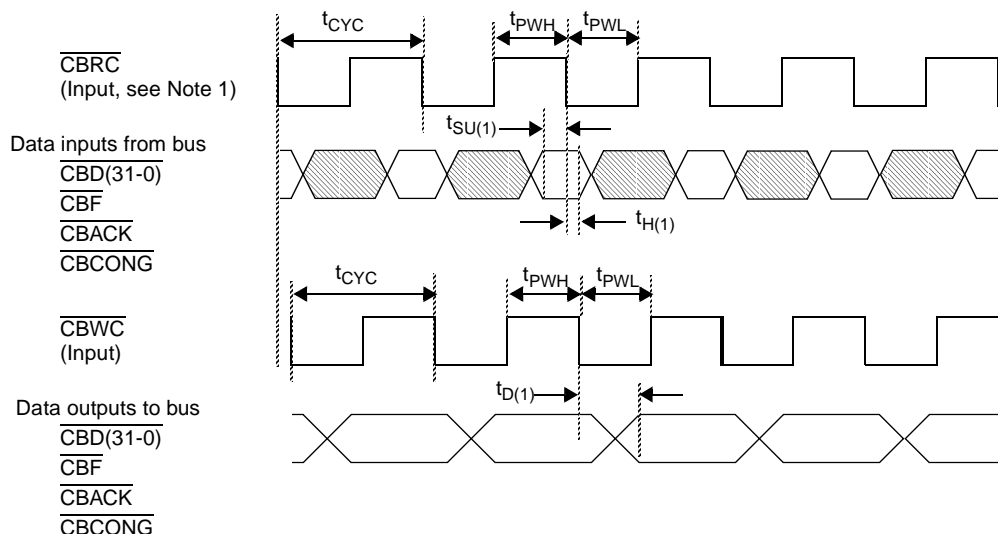 tCYC tPWH tPWL
CBRC
(Input, see Note 1)
tSU(1)
Data inputs from bus
CBD(31-0)
CBF
CBACK
CBCONG
tH(1)
tCYC tPWH tPWL
CBWC
(Input)
tD(1)
Data outputs to bus
CBD(31-0)
CBF
CBACK
CBCONG